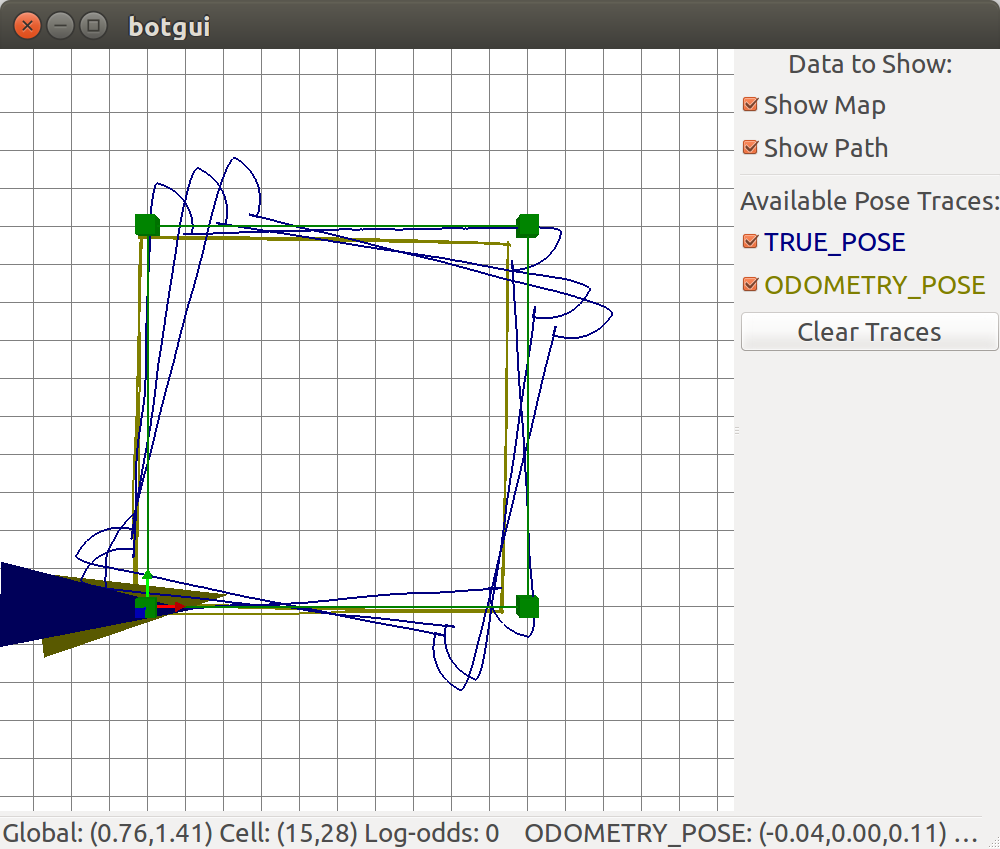 botgui
Data to Show:
Show Map
Show Path
Available Pose Traces:
TRUE_POSE
ODOMETRY_POSE
Clear Traces
Global: (0.76,1.41) Cell: (15,28) Log-odds: 0 ODOMETRY_POSE: (-0.04,0.00,0.11) ...